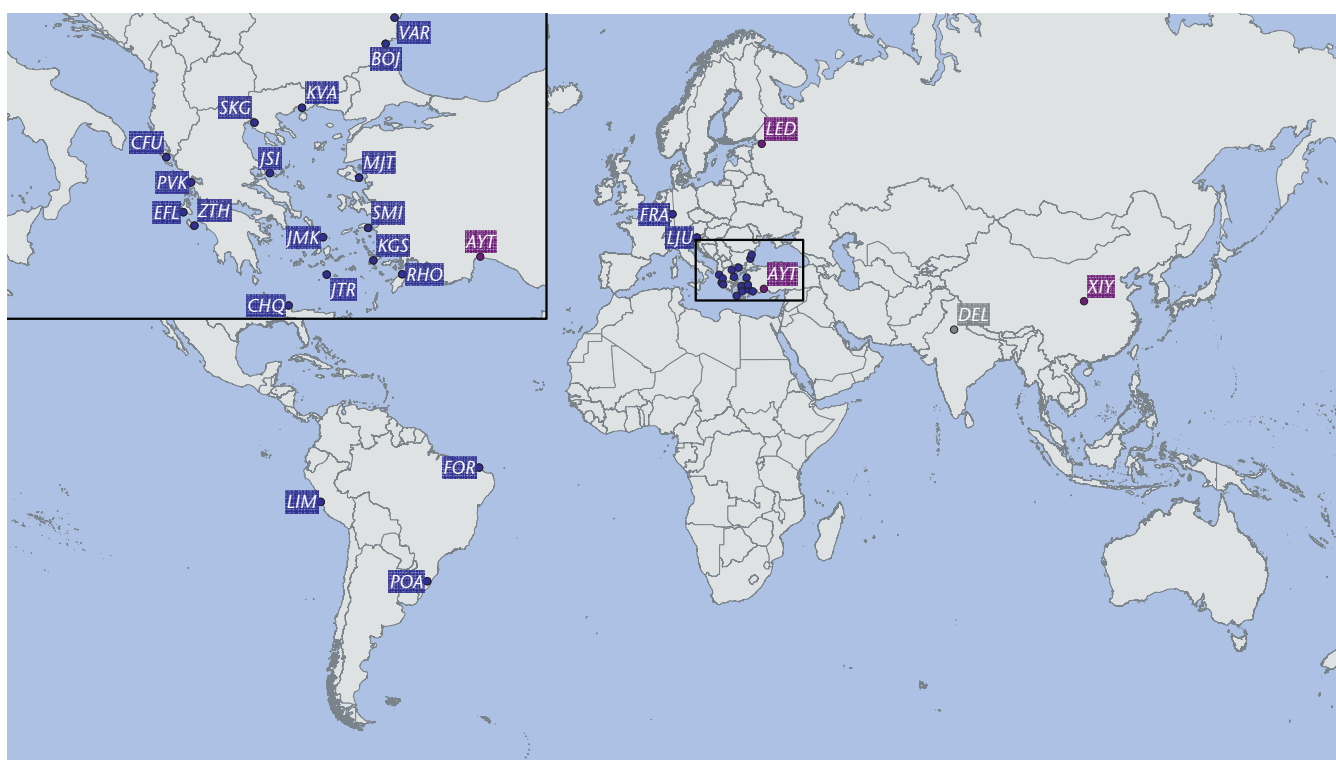 VAR
BOJ
KVA
SKG
CFU
JSI
MJT
PVK
EFL
ZTH
SMI
JMK
KGS
AYT
RHO
JTR
CHQ
LED
FRA
LJU
AYT
XIY
DEL
FOR
LIM
POA